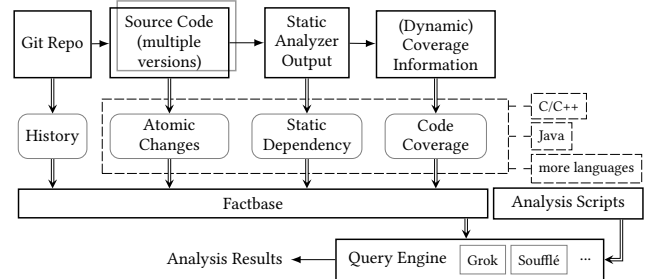 Git Repo
Source Code
(multiple
versions)
Static
Analyzer
Output
(Dynamic)
Coverage
Information
History
Atomic
Changes
Static
Dependency
Code
Coverage
C/C++
Java
more languages
Factbase
Analysis Scripts
Analysis Results
Query Engine
Grok
Soufflé
...